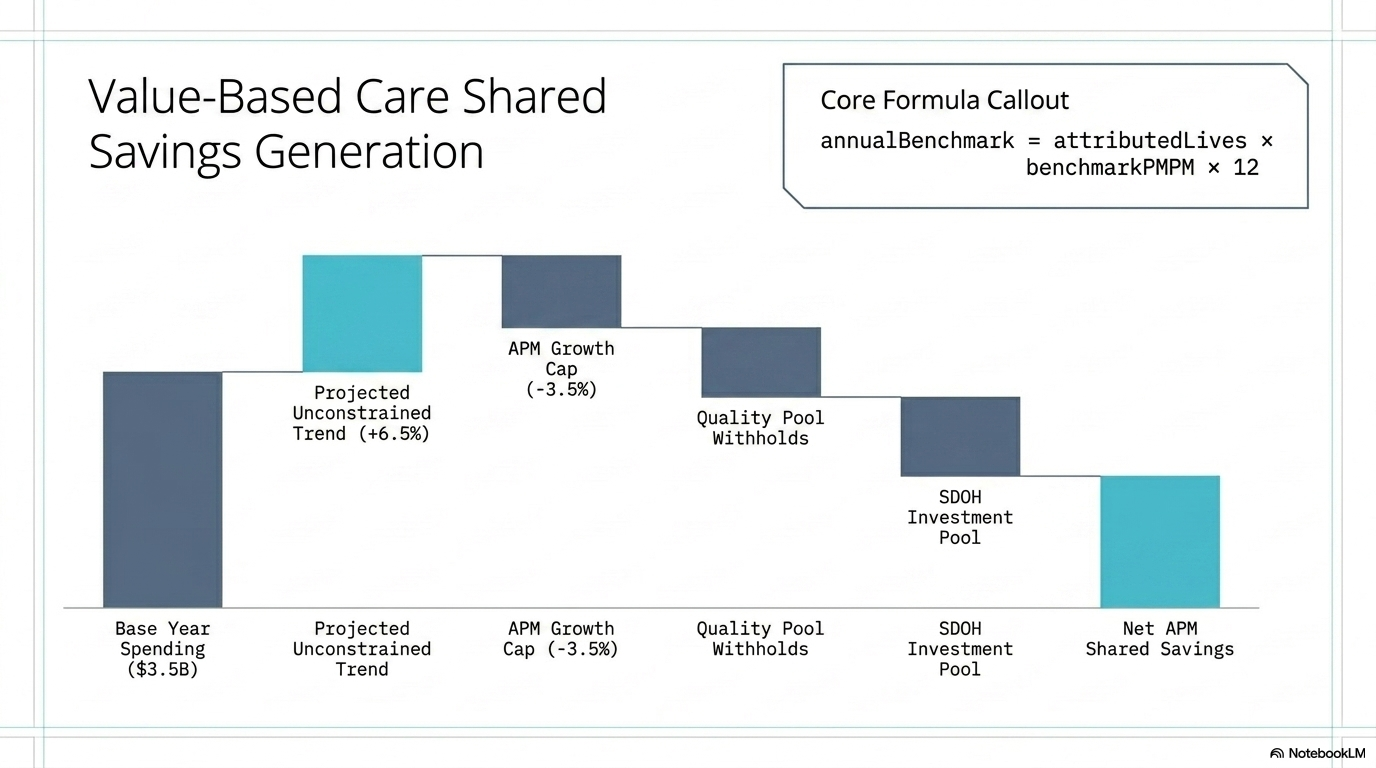 Value-Based Care Shared
Savings Generation
Core Formula Callout
annualBenchmark = attributedLives ×
benchmarkPMPM × 12
Projected
Unconstrained
Trend (+6.5%)
APM Growth
Cap
(-3.5%)
Quality Pool
Withholds
SDOH
Investment
Pool
Base Year
Spending
($3.5B)
Projected
Unconstrained
Trend
APM Growth
Cap (-3.5%)
Quality Pool
Withholds
SDOH
Investment
Pool
Net APM
Shared Savings
NotebookLM